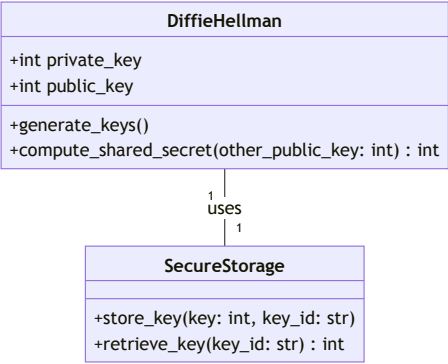 DiffieHellman
+int private_key
+int public_key
+generate_keys()
+compute_shared_secret(other_public_key: int) : int
1
uses
1
SecureStorage
+store_key(key: int, key_id: str)
+retrieve_key(key_id: str) : int